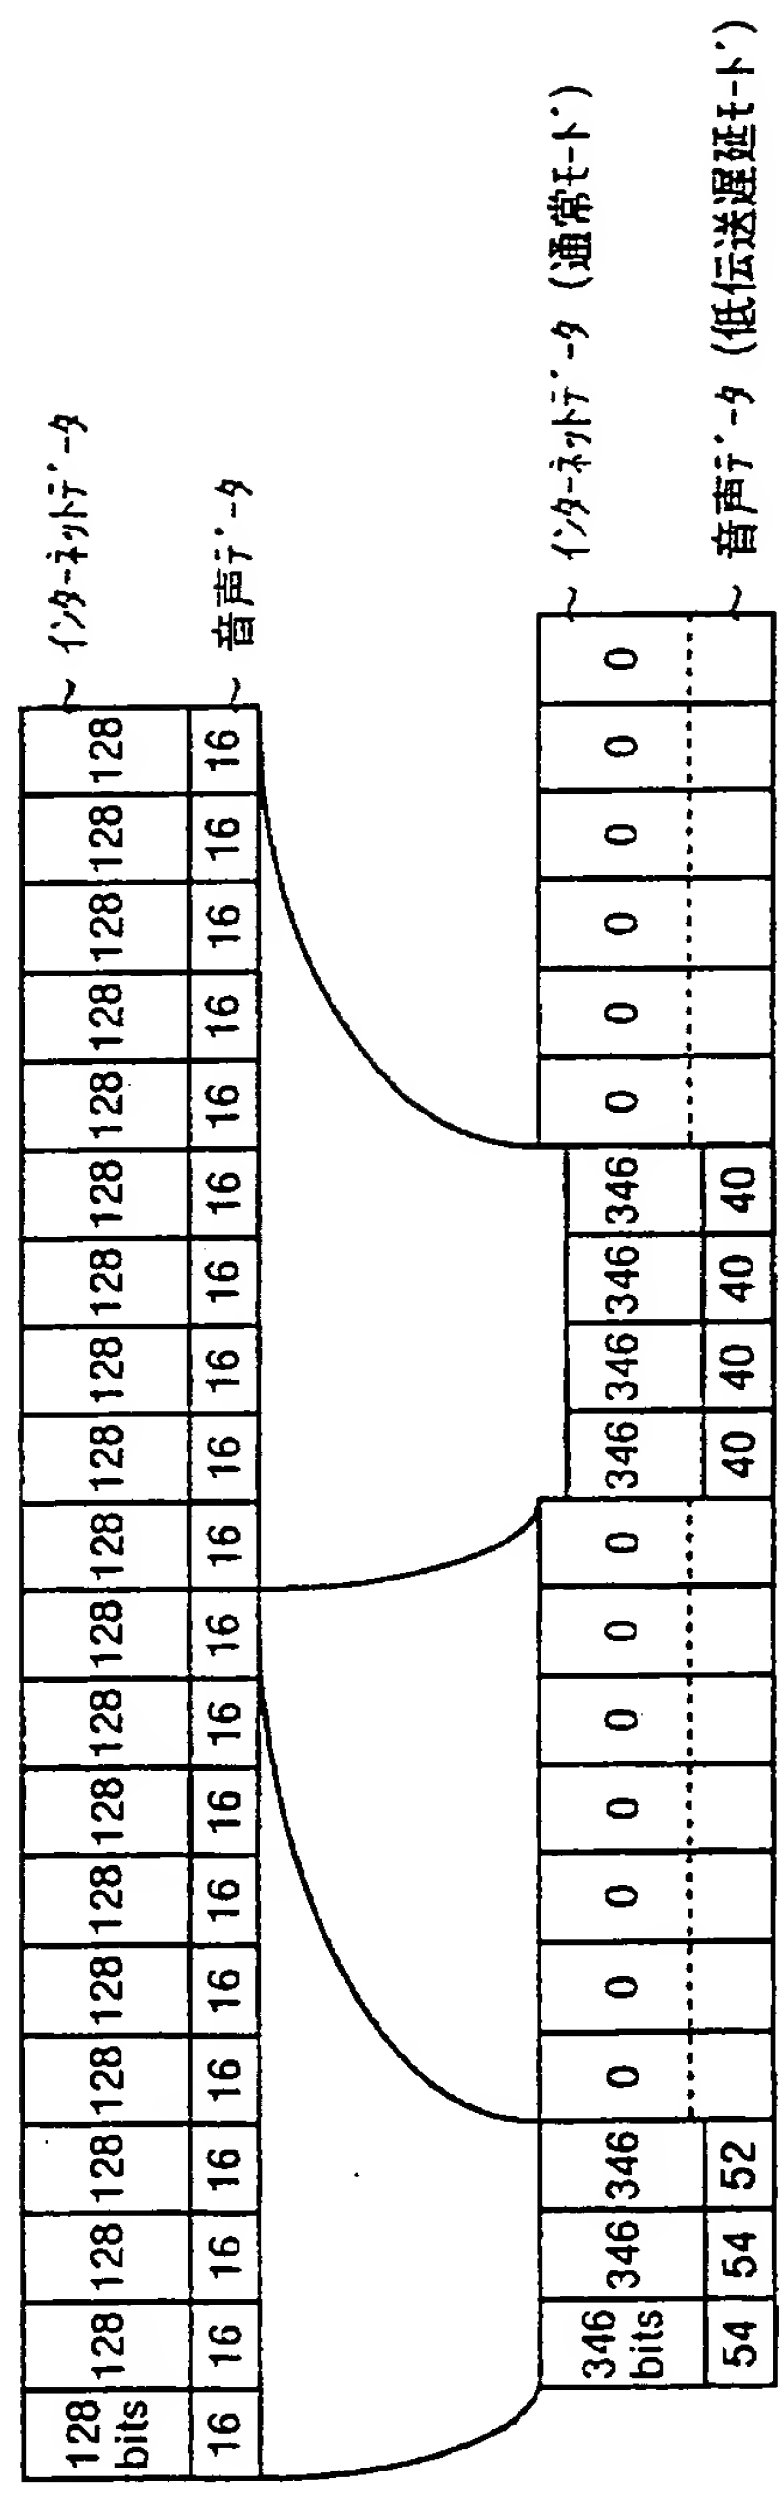 128 128 128 128 128 128 128 128 128 128 128 128 128 128 128 128 128 128 128 128 ~ インターネットデータ
bits
16 16 16 16 16 16 16 16 16 16 16 16 16 16 16 16 16 16 16 16 ~ 音声データ
346 346 346 0 0 0 0 0 0 0 346 346 346 346 0 0 0 0 0 0 ~ インターネットデータ (通常モード)
bits
54 54 52 40 40 40 40 ~ 音声データ (低伝送遅延モード)